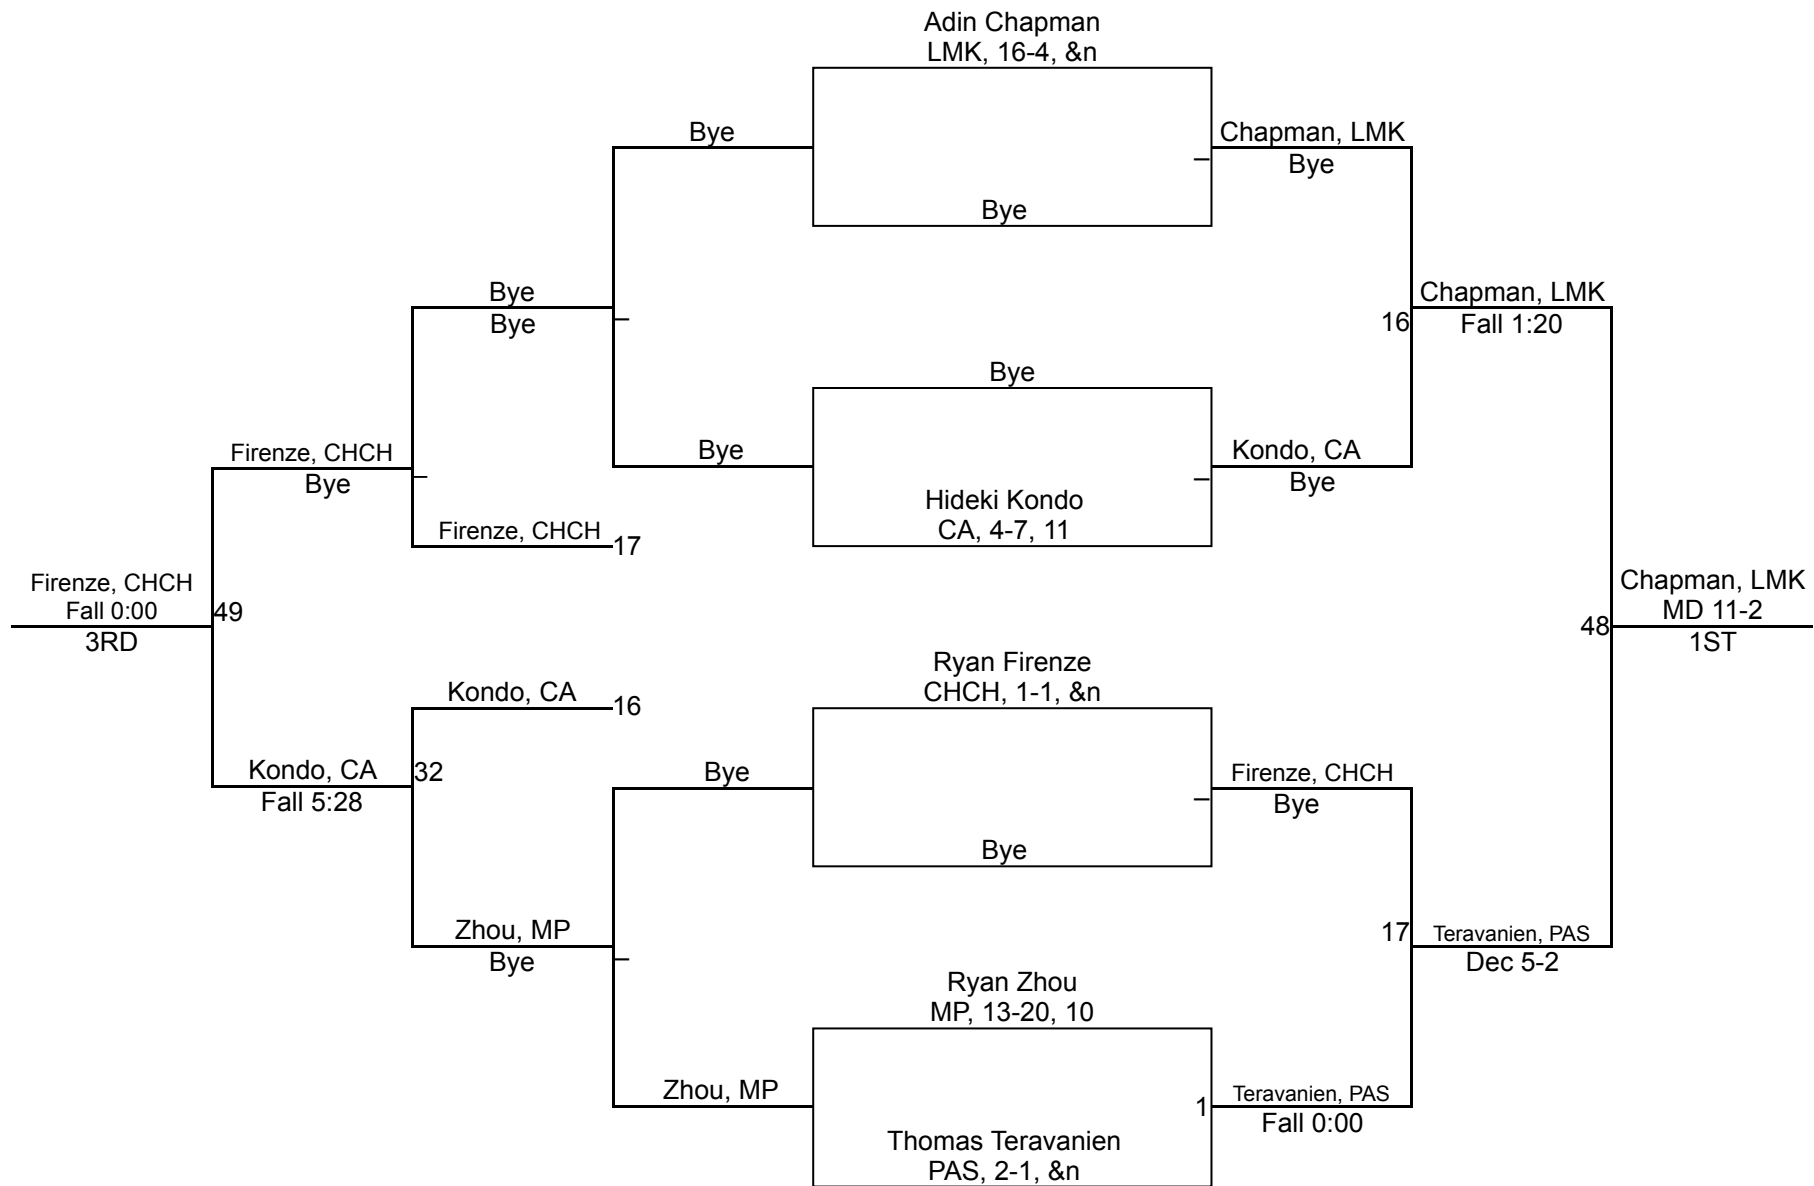 Adin Chapman
LMK, 16-4, &n
Bye
Chapman, LMK
Bye
Bye
Bye
Bye
Chapman, LMK
16
Fall 1:20
Bye
Firenze, CHCH
Bye
Bye
Kondo, CA
Bye
Hideki Kondo
CA, 4-7, 11
Firenze, CHCH
17
Firenze, CHCH
Fall 0:00
49
3RD
Chapman, LMK
MD 11-2
48
1ST
Kondo, CA
16
Ryan Firenze
CHCH, 1-1, &n
Kondo, CA
32
Fall 5:28
Bye
Firenze, CHCH
Bye
Bye
Zhou, MP
Bye
17
Teravanien, PAS
Dec 5-2
Ryan Zhou
MP, 13-20, 10
Zhou, MP
1
Teravanien, PAS
Fall 0:00
Thomas Teravanien
PAS, 2-1, &n